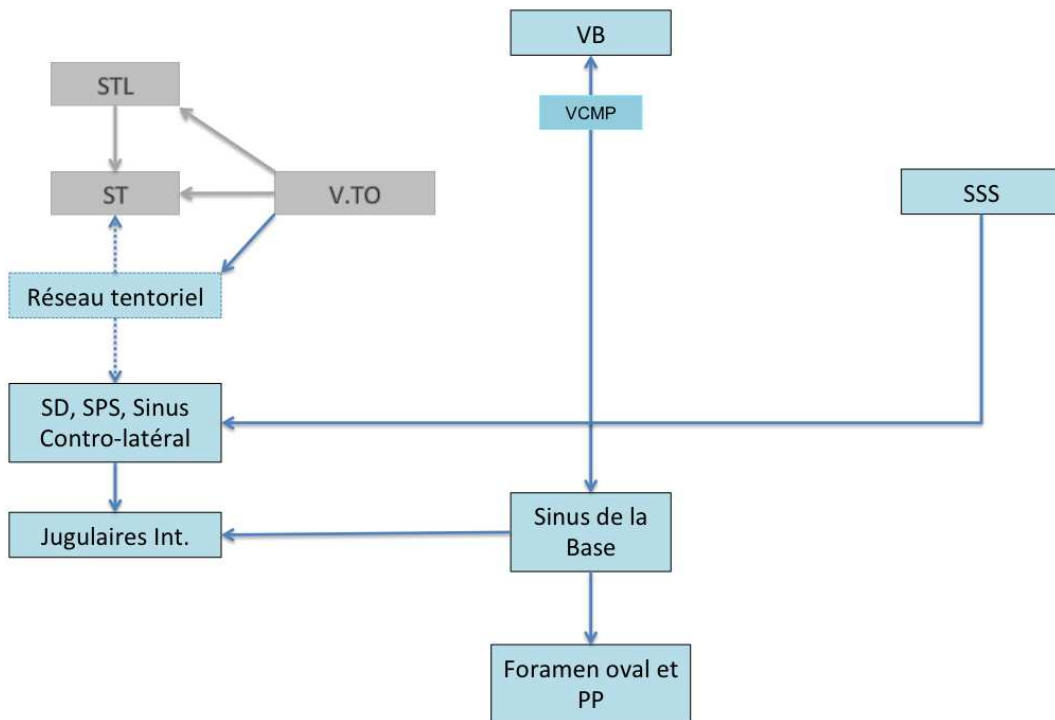 VB
STL
VCMP
ST
V.TO
SSS
Réseau tentoriel
SD, SPS, Sinus
Contro-latéral
Jugulaires Int.
Sinus de la
Base
Foramen oval et
PP